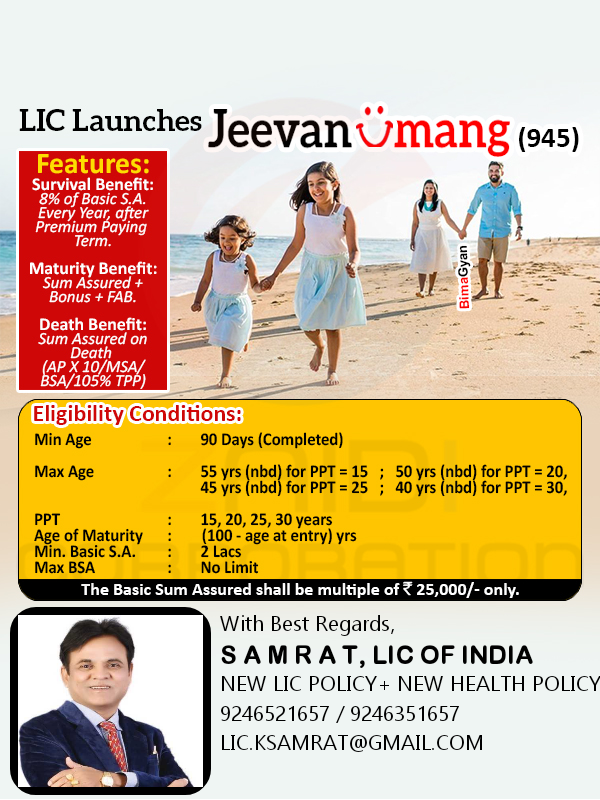 LIC Launches Jeevan Umang (945)
Features:
Survival Benefit:
8% of Basic S.A.
Every Year, after
Premium Paying
Term.
Maturity Benefit:
Sum Assured +
Bonus + FAB.
Death Benefit:
Sum Assured on
Death
(AP X 10/MSA/
BSA/105% TPP)
BimaGyan
Eligibility Conditions:
Min Age : 90 Days (Completed)
Max Age : 55 yrs (nbd) for PPT = 15 ; 50 yrs (nbd) for PPT = 20,
45 yrs (nbd) for PPT = 25 ; 40 yrs (nbd) for PPT = 30,
PPT : 15, 20, 25, 30 years
Age of Maturity : (100 - age at entry) yrs
Min. Basic S.A. : 2 Lacs
Max BSA : No Limit
ZAIDI
CORPORATION
The Basic Sum Assured shall be multiple of ₹ 25,000/- only.
With Best Regards,
S A M R A T, LIC OF INDIA
NEW LIC POLICY+ NEW HEALTH POLICY
9246521657 / 9246351657
LIC.KSAMRAT@GMAIL.COM